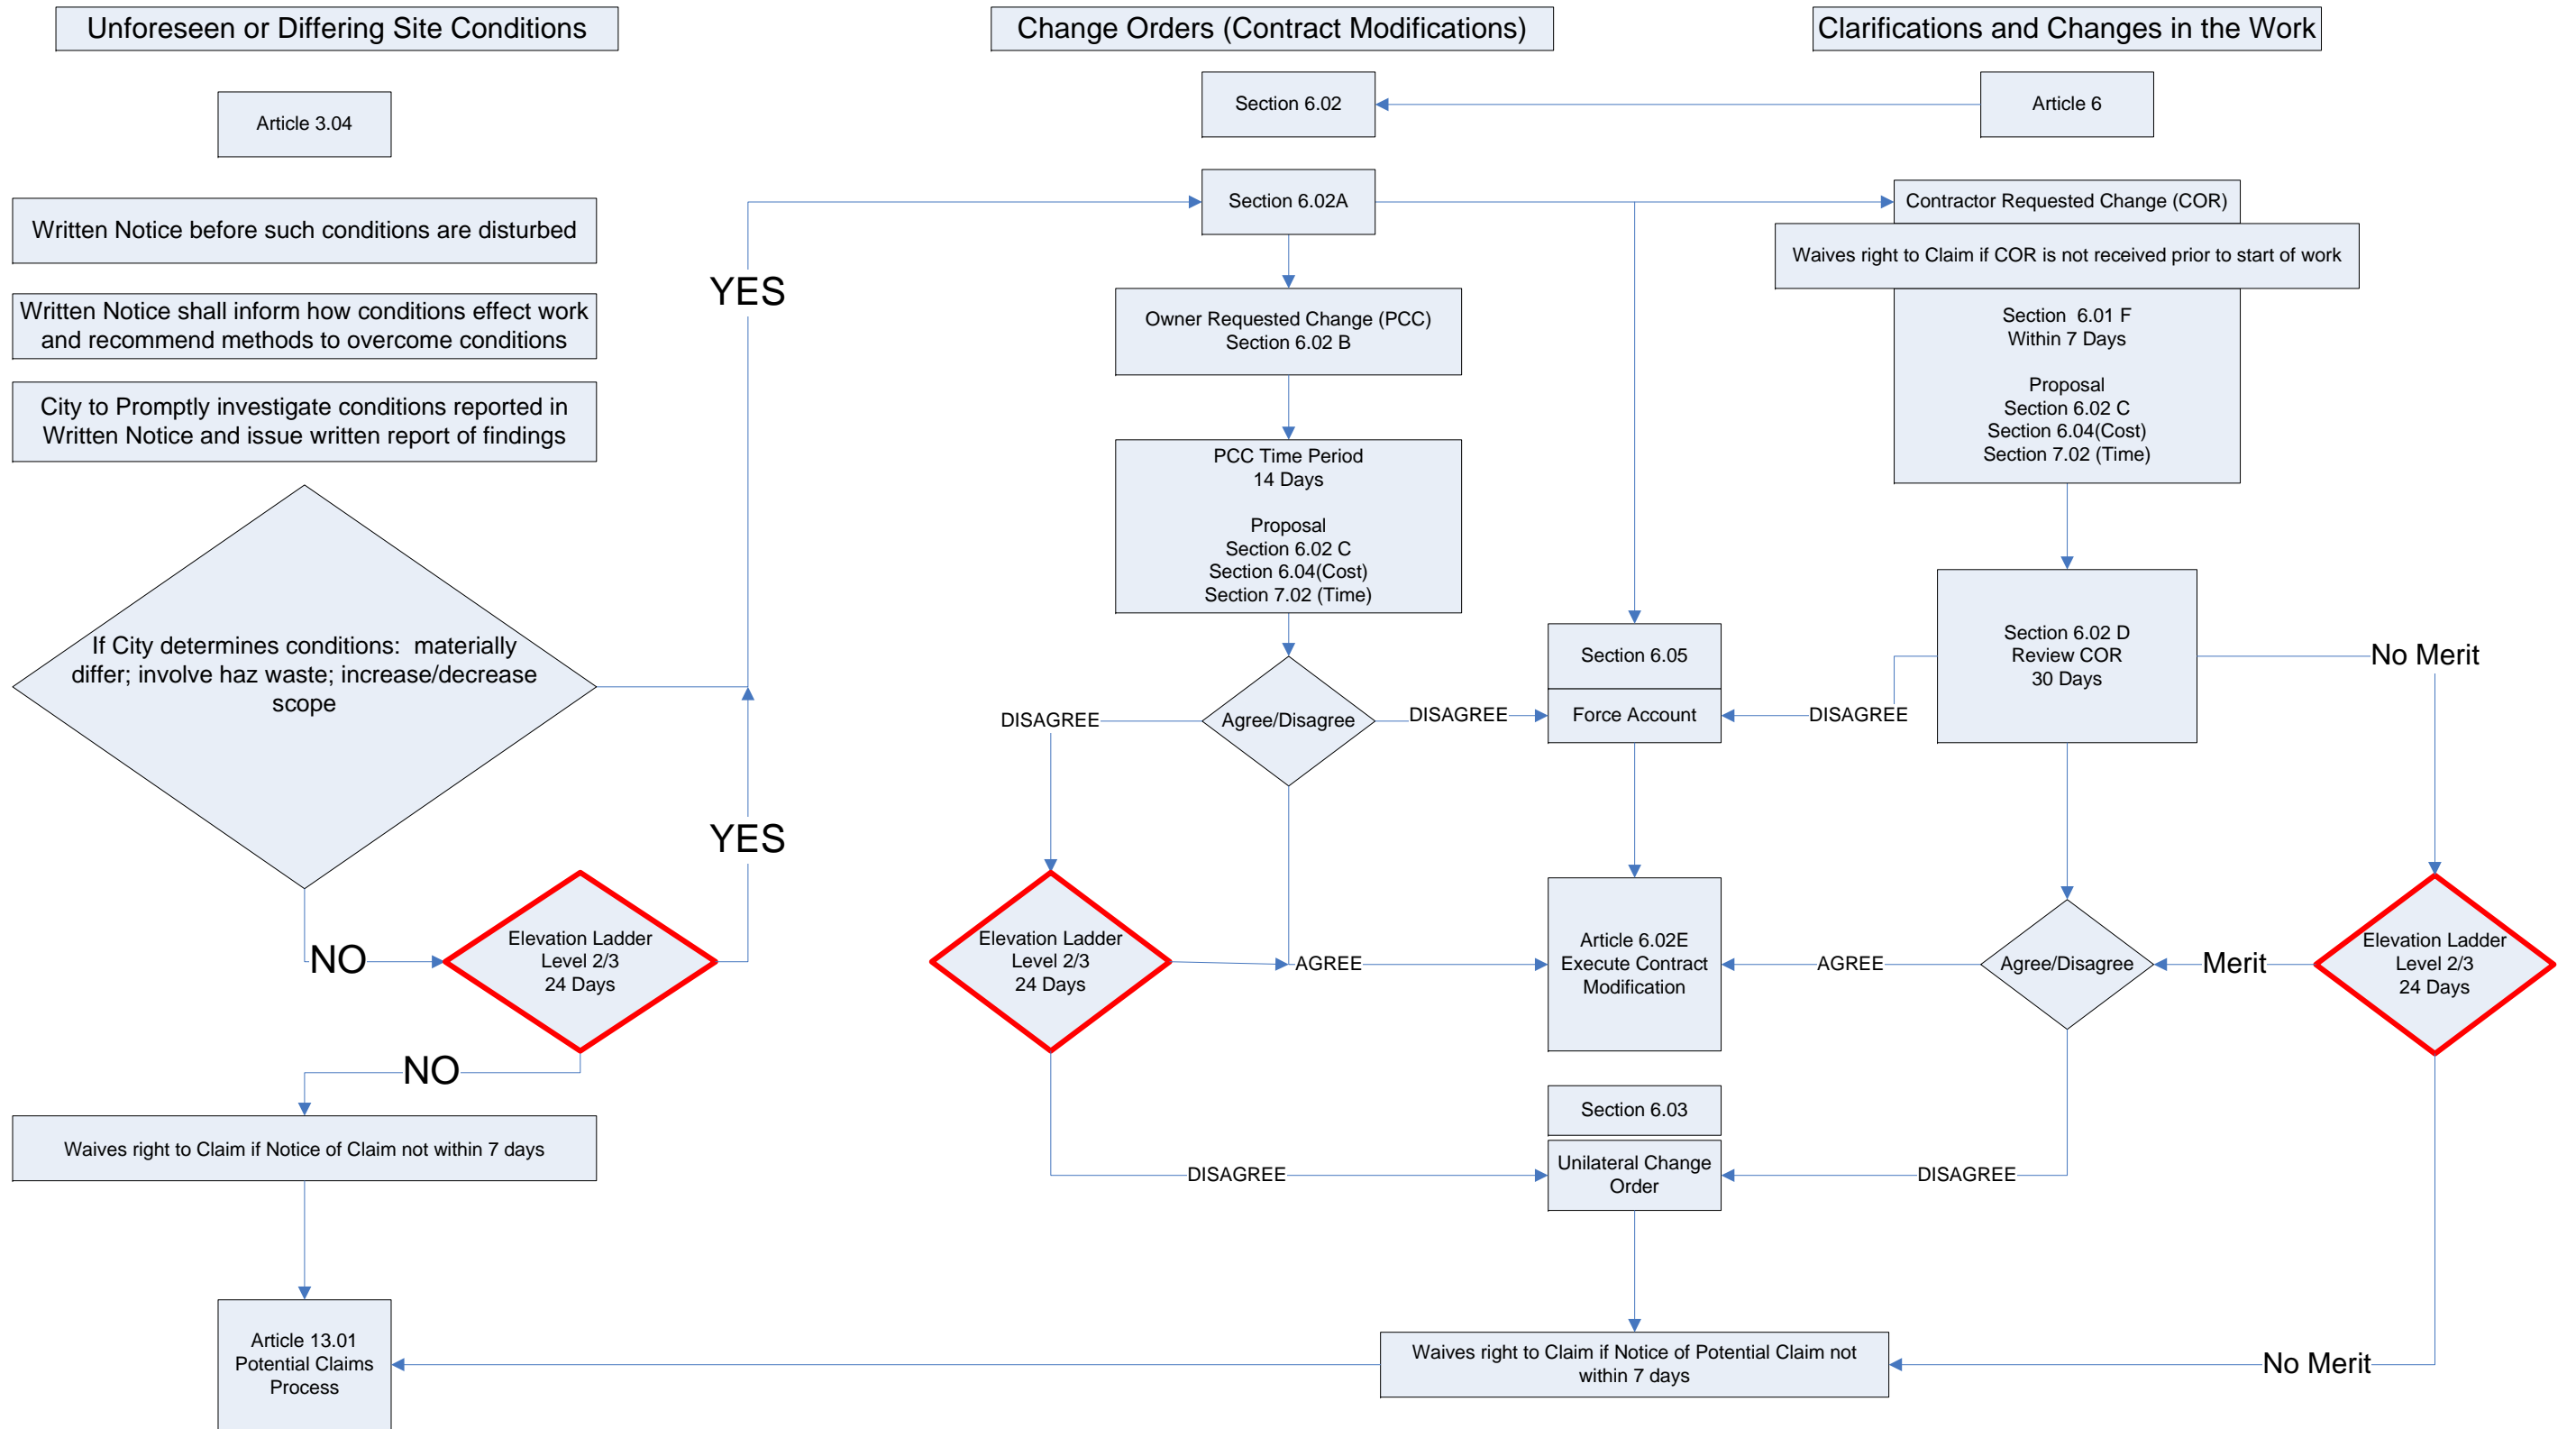 Unforeseen or Differing Site Conditions
Article 3.04
Written Notice before such conditions are disturbed
Written Notice shall inform how conditions effect work
and recommend methods to overcome conditions
City to Promptly investigate conditions reported in
Written Notice and issue written report of findings
If City determines conditions:  materially
differ; involve haz waste; increase/decrease
scope
YES
YES
NO
Elevation Ladder
Level 2/3
24 Days
NO
Waives right to Claim if Notice of Claim not within 7 days
Article 13.01
Potential Claims
Process
Change Orders (Contract Modifications)
Section 6.02
Section 6.02A
Owner Requested Change (PCC)
Section 6.02 B
PCC Time Period
14 Days
Proposal
Section 6.02 C
Section 6.04(Cost)
Section 7.02 (Time)
DISAGREE
Agree/Disagree
DISAGREE
Section 6.05
Force Account
DISAGREE
Elevation Ladder
Level 2/3
24 Days
AGREE
Article 6.02E
Execute Contract
Modification
AGREE
Section 6.03
DISAGREE
Unilateral Change
Order
DISAGREE
Waives right to Claim if Notice of Potential Claim not
within 7 days
Clarifications and Changes in the Work
Article 6
Contractor Requested Change (COR)
Waives right to Claim if COR is not received prior to start of work
Section  6.01 F
Within 7 Days
Proposal
Section 6.02 C
Section 6.04(Cost)
Section 7.02 (Time)
Section 6.02 D
Review COR
30 Days
No Merit
Agree/Disagree
Merit
Elevation Ladder
Level 2/3
24 Days
No Merit